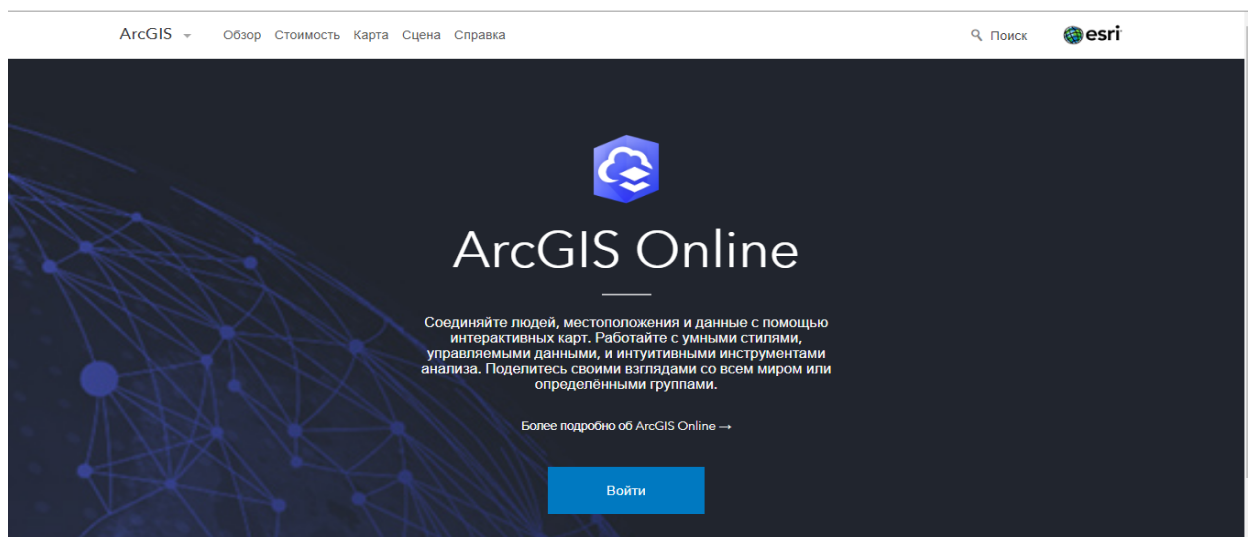 ArcGIS Обзор Стоимость Карта Сцена Справка Поиск esri
ArcGIS Online
Соединяйте людей, местоположения и данные с помощью
интерактивных карт. Работайте с умными стилями,
управляемыми данными, и интуитивными инструментами
анализа. Поделитесь своими взглядами со всем миром или
определёнными группами.
Более подробно об ArcGIS Online →
Войти